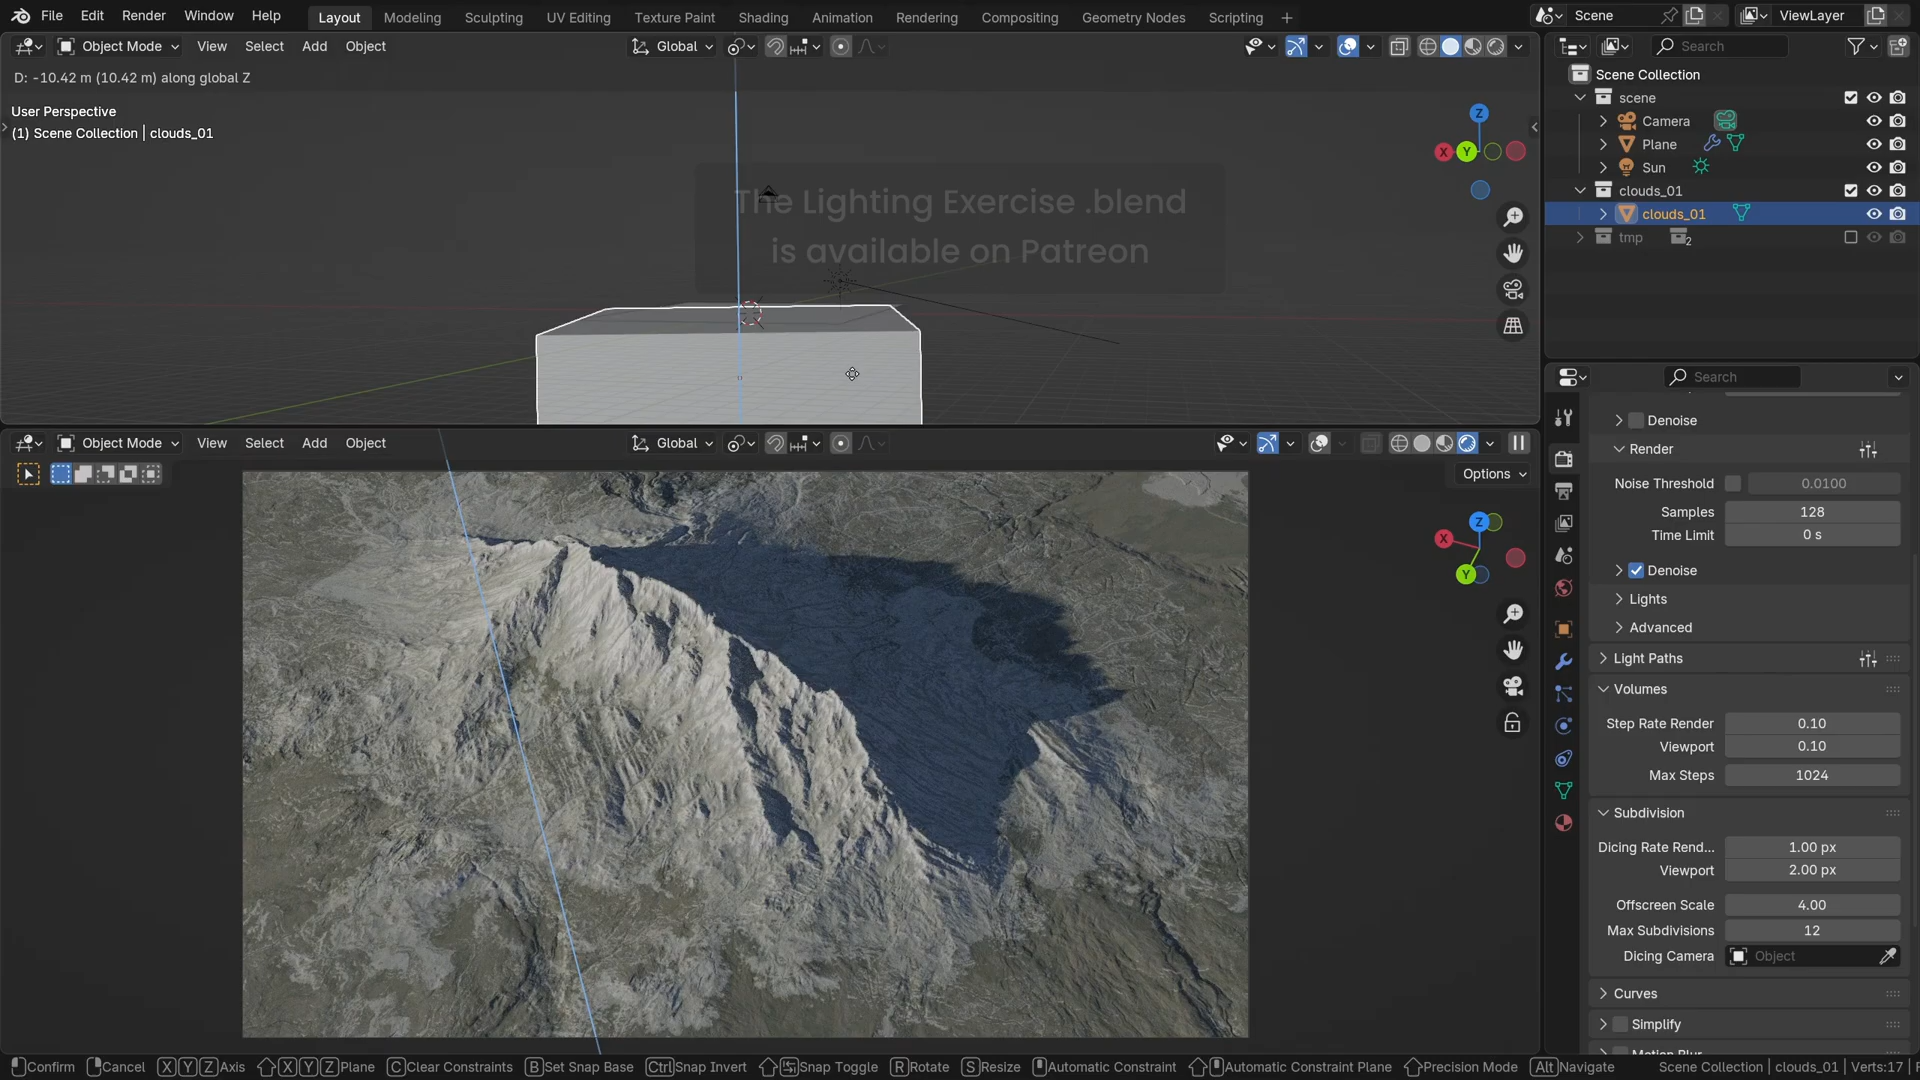 File Edit Render Window Help Layout Modeling Sculpting UV Editing Texture Paint Shading Animation Rendering Compositing Geometry Nodes Scripting + Scene ViewLayer
Object Mode View Select Add Object Global Search
D: -10.42 m (10.42 m) along global Z
User Perspective
(1) Scene Collection | clouds_01
The Lighting Exercise .blend
is available on Patreon
X Y Z
Scene Collection
scene
Camera
Plane
Sun
clouds_01
clouds_01
tmp 2
Search
Object Mode View Select Add Object Global
Options
X Y Z
Denoise
Render
Noise Threshold 0.0100
Samples 128
Time Limit 0 s
Denoise
Lights
Advanced
Light Paths
Volumes
Step Rate Render 0.10
Viewport 0.10
Max Steps 1024
Subdivision
Dicing Rate Rend... 1.00 px
Viewport 2.00 px
Offscreen Scale 4.00
Max Subdivisions 12
Dicing Camera Object
Curves
Simplify
Confirm Cancel X Y Z Axis X Y Z Plane C Clear Constraints B Set Snap Base Ctrl Snap Invert Snap Toggle R Rotate S Resize Automatic Constraint Automatic Constraint Plane Precision Mode Alt Navigate Scene Collection | clouds_01 | Verts:17 |